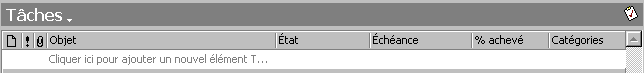 Tâches
! Objet État Échéance % achevé Catégories
Cliquer ici pour ajouter un nouvel élément T...